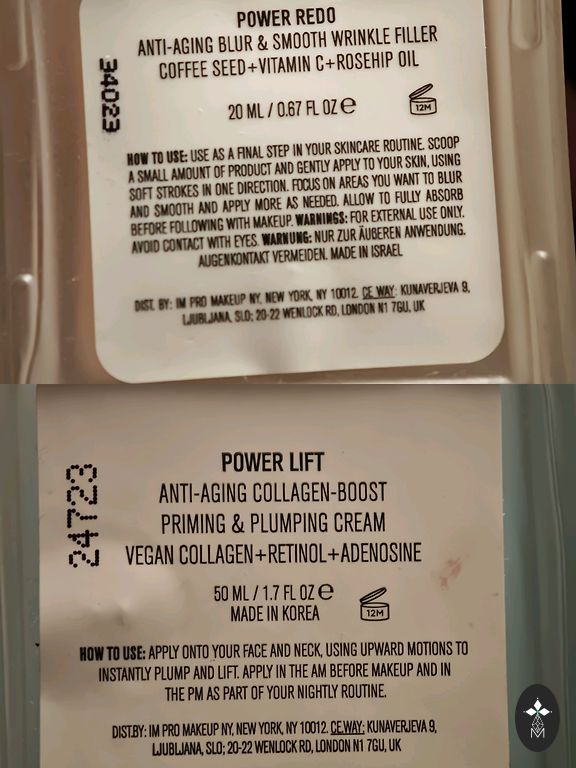 POWER REDO
ANTI-AGING BLUR & SMOOTH WRINKLE FILLER
COFFEE SEED+VITAMIN C+ROSEHIP OIL
34023
20 ML / 0.67 FL OZ e
12M
HOW TO USE: USE AS A FINAL STEP IN YOUR SKINCARE ROUTINE. SCOOP
A SMALL AMOUNT OF PRODUCT AND GENTLY APPLY TO YOUR SKIN, USING
SOFT STROKES IN ONE DIRECTION. FOCUS ON AREAS YOU WANT TO BLUR
AND SMOOTH AND APPLY MORE AS NEEDED. ALLOW TO FULLY ABSORB
BEFORE FOLLOWING WITH MAKEUP. WARNINGS: FOR EXTERNAL USE ONLY.
AVOID CONTACT WITH EYES. WARNUNG: NUR ZUR ÄUßEREN ANWENDUNG.
AUGENKONTAKT VERMEIDEN. MADE IN ISRAEL
DIST. BY: IM PRO MAKEUP NY, NEW YORK, NY 10012. CE WAY: KUNAVERJEVA 9,
LJUBLJANA, SLO; 20-22 WENLOCK RD, LONDON N1 7GU, UK
POWER LIFT
24723
ANTI-AGING COLLAGEN-BOOST
PRIMING & PLUMPING CREAM
VEGAN COLLAGEN+RETINOL+ADENOSINE
50 ML / 1.7 FL OZ e
MADE IN KOREA
12M
HOW TO USE: APPLY ONTO YOUR FACE AND NECK, USING UPWARD MOTIONS TO
INSTANTLY PLUMP AND LIFT. APPLY IN THE AM BEFORE MAKEUP AND IN
THE PM AS PART OF YOUR NIGHTLY ROUTINE.
DIST.BY: IM PRO MAKEUP NY, NEW YORK, NY 10012. CE.WAY: KUNAVERJEVA 9,
LJUBLJANA, SLO; 20-22 WENLOCK RD, LONDON N1 7GU, UK
M